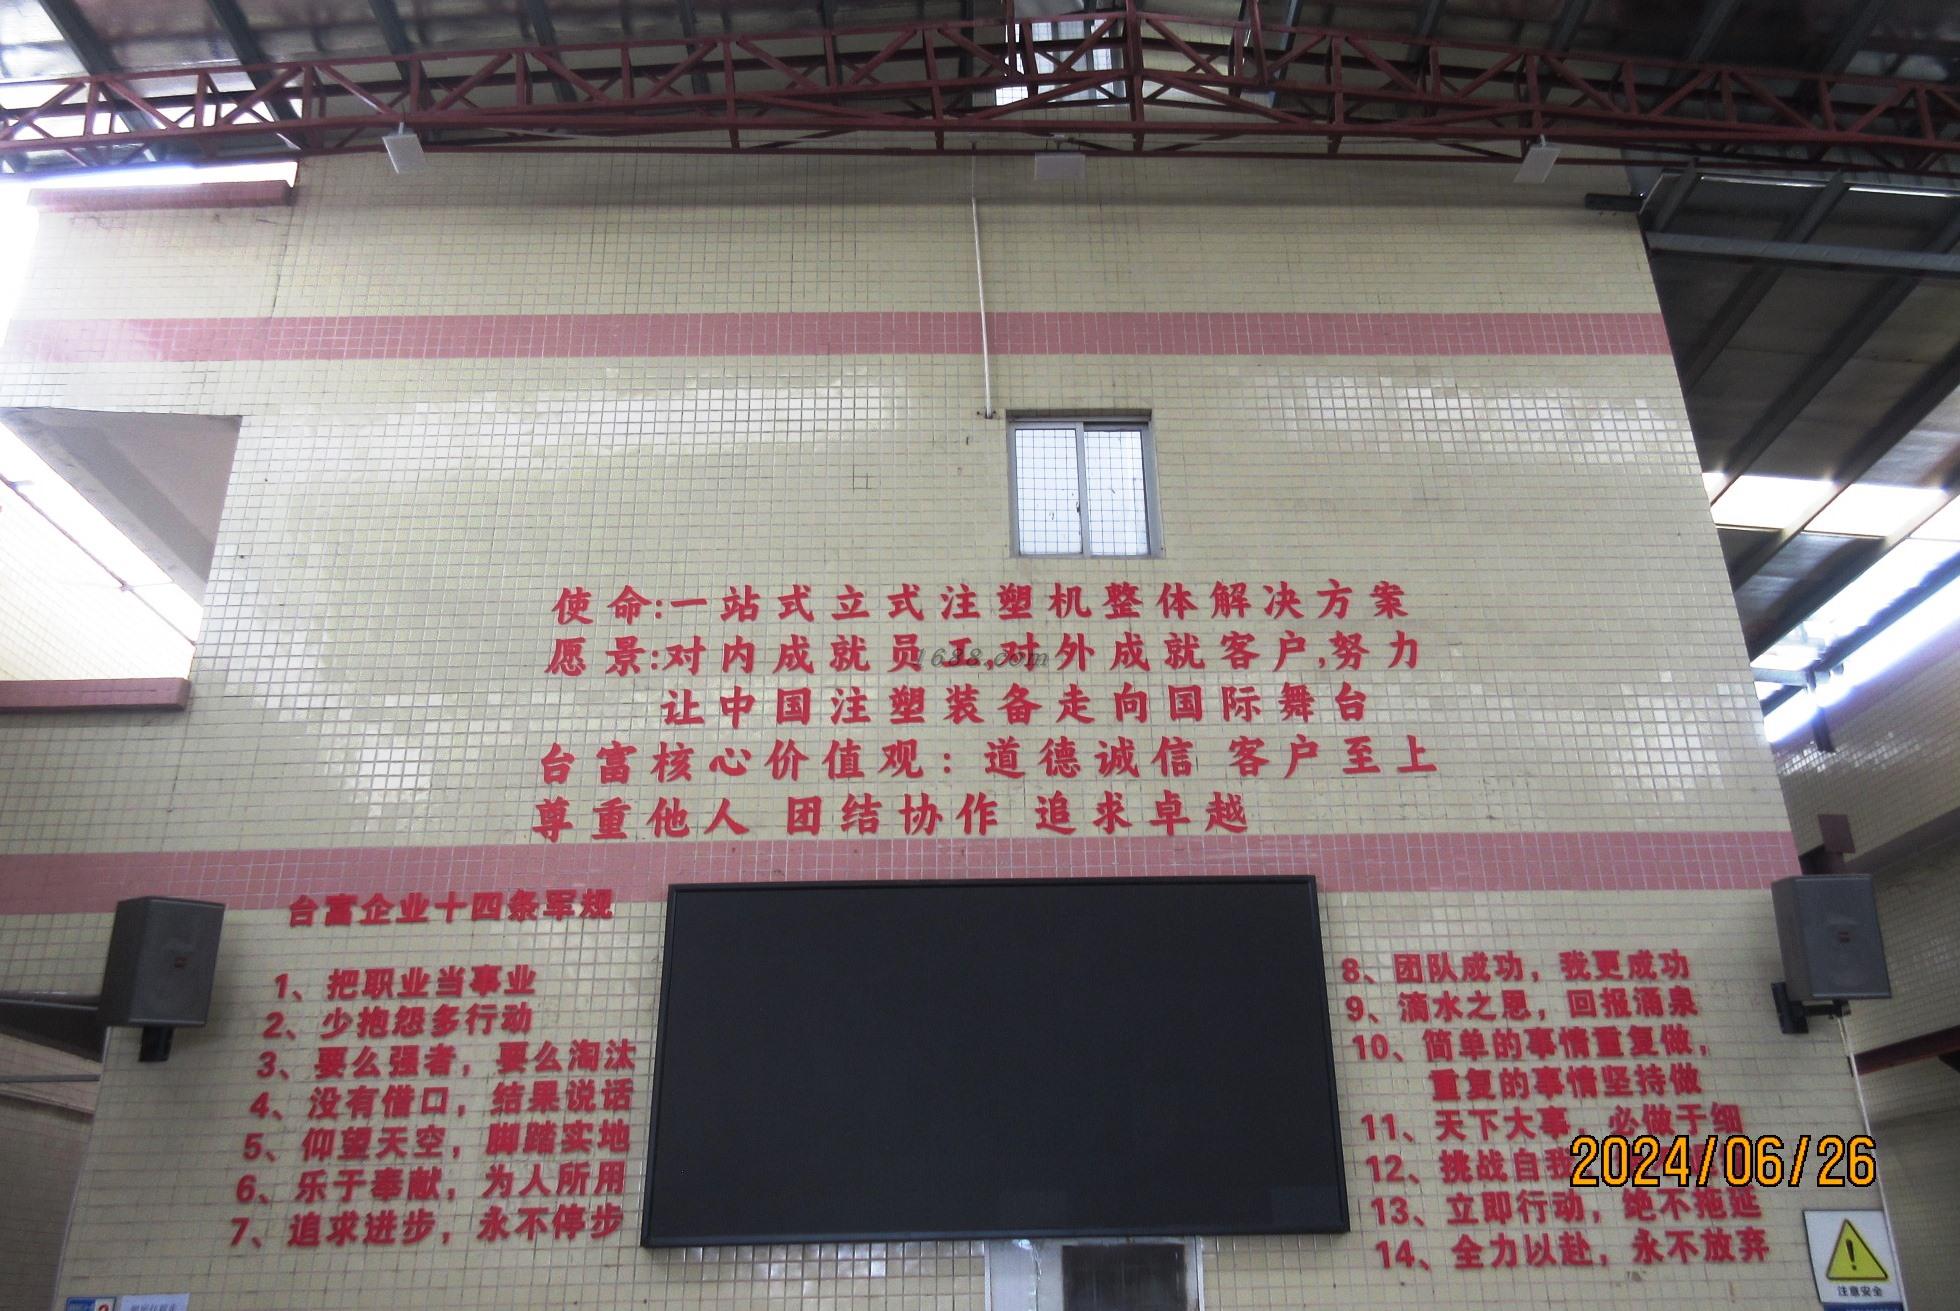 使命:一站式立式注塑机整体解决方案
愿景:对内成就员工,对外成就客户,努力
让中国注塑装备走向国际舞台
台富核心价值观：道德诚信 客户至上
尊重他人 团结协作 追求卓越
1688.com
台富企业十四条军规
1、把职业当事业
2、少抱怨多行动
3、要么强者，要么淘汰
4、没有借口，结果说话
5、仰望天空，脚踏实地
6、乐于奉献，为人所用
7、追求进步，永不停步
8、团队成功，我更成功
9、滴水之恩，回报涌泉
10、简单的事情重复做，
重复的事情坚持做
11、天下大事，必做于细
12、挑战自我
13、立即行动，绝不拖延
14、全力以赴，永不放弃
2024/06/26
注意安全